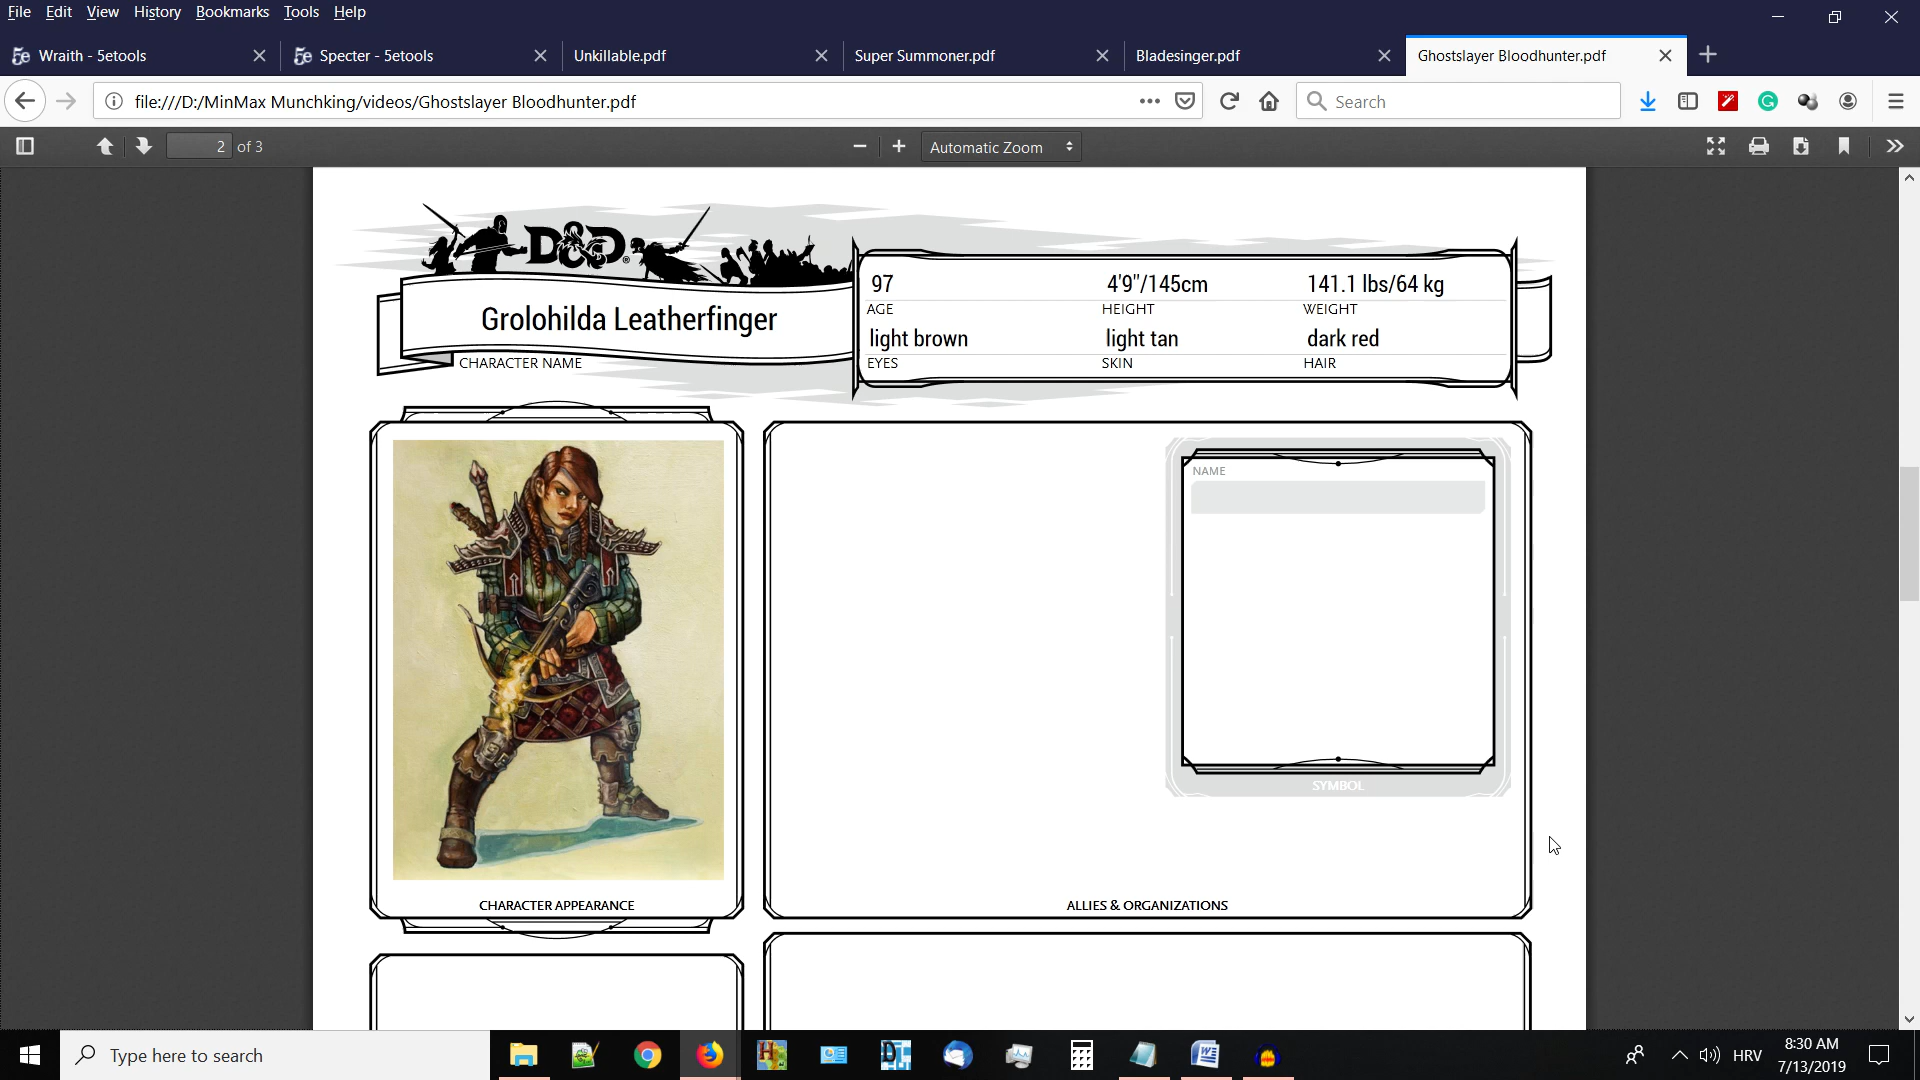 File Edit View History Bookmarks Tools Help
5e Wraith - 5etools
5e Specter - 5etools
Unkillable.pdf
Super Summoner.pdf
Bladesinger.pdf
Ghostslayer Bloodhunter.pdf
file:///D:/MinMax Munchking/videos/Ghostslayer Bloodhunter.pdf
Search
2 of 3
Automatic Zoom
D&D®
Grolohilda Leatherfinger
CHARACTER NAME
97 4'9"/145cm 141.1 lbs/64 kg
AGE HEIGHT WEIGHT
light brown light tan dark red
EYES SKIN HAIR
NAME
SYMBOL
CHARACTER APPEARANCE
ALLIES & ORGANIZATIONS
Type here to search
HRV
8:30 AM
7/13/2019